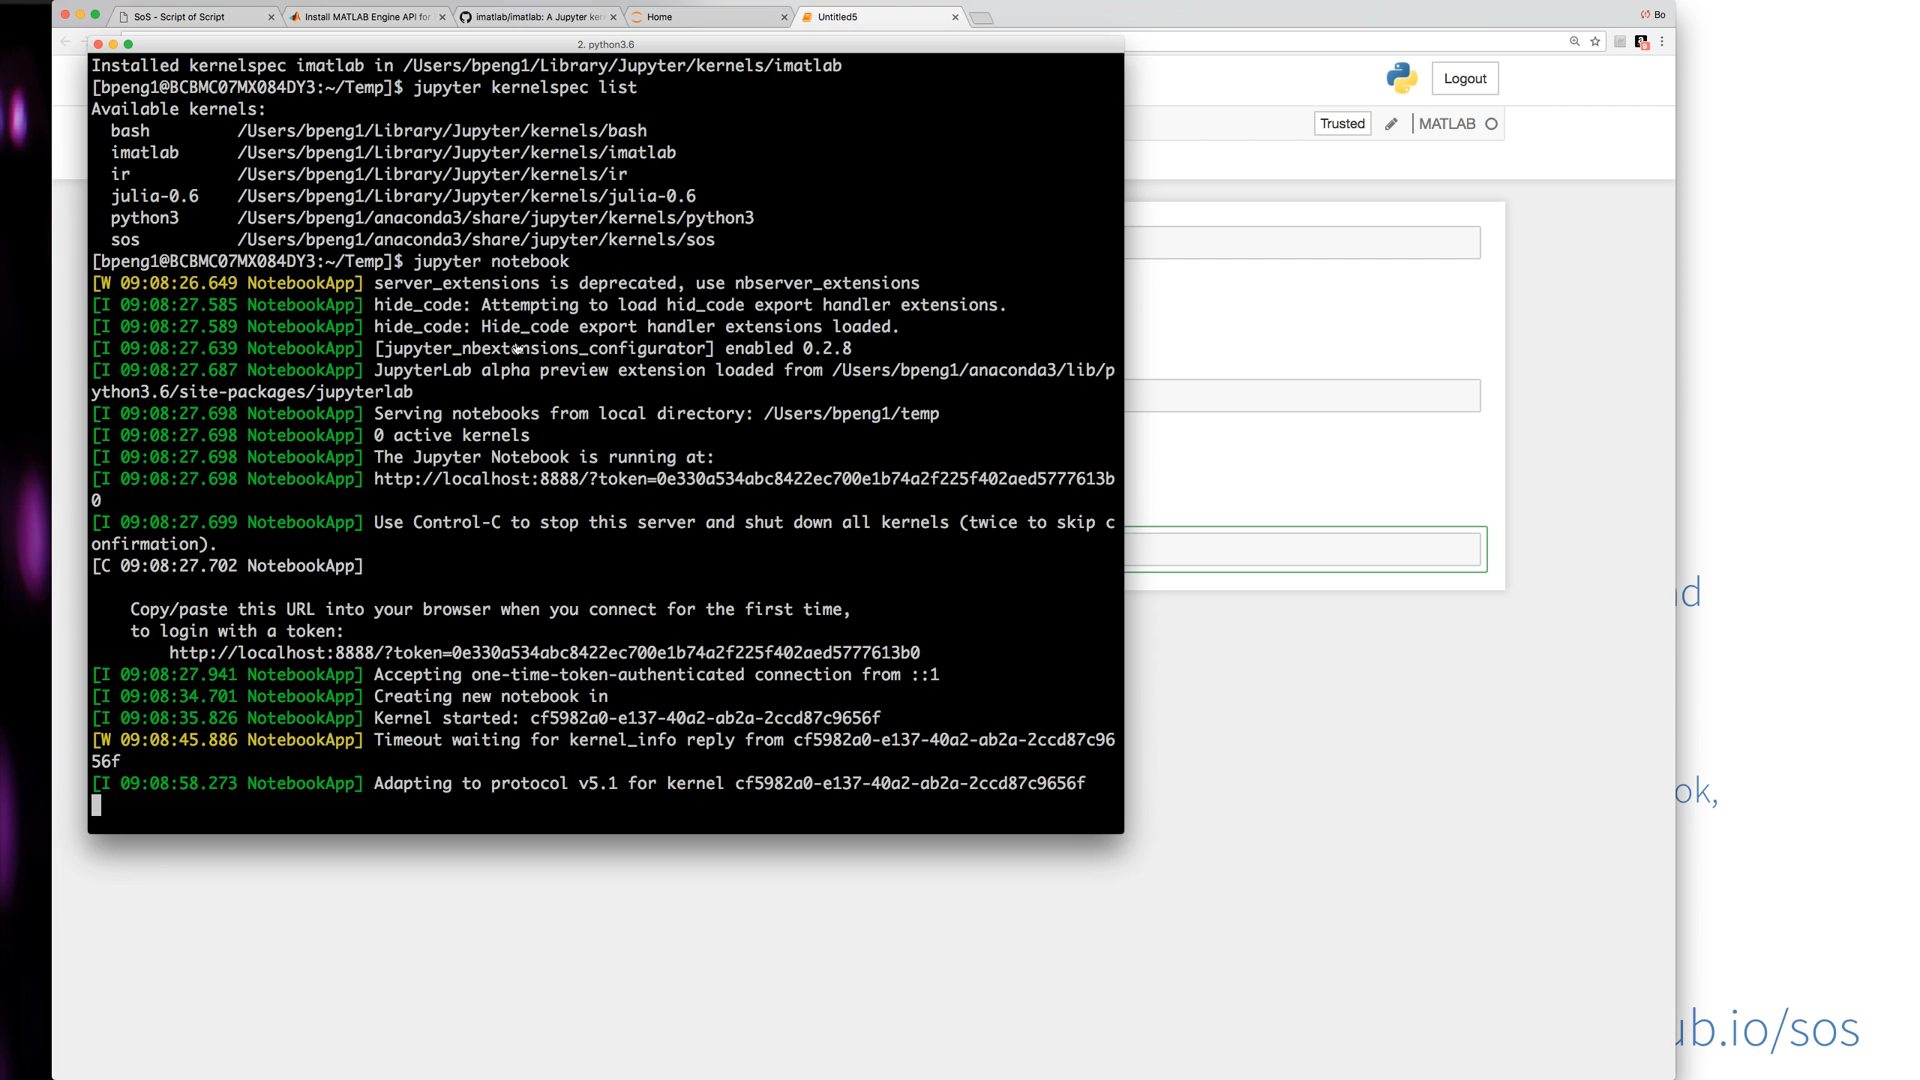 SoS - Script of Script
Install MATLAB Engine API for
imatlab/imatlab: A Jupyter ker
Home
Untitled5
Bo
2. python3.6
Logout
Trusted
MATLAB
Installed kernelspec imatlab in /Users/bpeng1/Library/Jupyter/kernels/imatlab
[bpeng1@BCBMC07MX084DY3:~/Temp]$ jupyter kernelspec list
Available kernels:
bash /Users/bpeng1/Library/Jupyter/kernels/bash
imatlab /Users/bpeng1/Library/Jupyter/kernels/imatlab
ir /Users/bpeng1/Library/Jupyter/kernels/ir
julia-0.6 /Users/bpeng1/Library/Jupyter/kernels/julia-0.6
python3 /Users/bpeng1/anaconda3/share/jupyter/kernels/python3
sos /Users/bpeng1/anaconda3/share/jupyter/kernels/sos
[bpeng1@BCBMC07MX084DY3:~/Temp]$ jupyter notebook
[W 09:08:26.649 NotebookApp] server_extensions is deprecated, use nbserver_extensions
[I 09:08:27.585 NotebookApp] hide_code: Attempting to load hid_code export handler extensions.
[I 09:08:27.589 NotebookApp] hide_code: Hide_code export handler extensions loaded.
[I 09:08:27.639 NotebookApp] [jupyter_nbextensions_configurator] enabled 0.2.8
[I 09:08:27.687 NotebookApp] JupyterLab alpha preview extension loaded from /Users/bpeng1/anaconda3/lib/p
ython3.6/site-packages/jupyterlab
[I 09:08:27.698 NotebookApp] Serving notebooks from local directory: /Users/bpeng1/temp
[I 09:08:27.698 NotebookApp] 0 active kernels
[I 09:08:27.698 NotebookApp] The Jupyter Notebook is running at:
[I 09:08:27.698 NotebookApp] http://localhost:8888/?token=0e330a534abc8422ec700e1b74a2f225f402aed5777613b
0
[I 09:08:27.699 NotebookApp] Use Control-C to stop this server and shut down all kernels (twice to skip c
onfirmation).
[C 09:08:27.702 NotebookApp]
Copy/paste this URL into your browser when you connect for the first time,
to login with a token:
http://localhost:8888/?token=0e330a534abc8422ec700e1b74a2f225f402aed5777613b0
[I 09:08:27.941 NotebookApp] Accepting one-time-token-authenticated connection from ::1
[I 09:08:34.701 NotebookApp] Creating new notebook in
[I 09:08:35.826 NotebookApp] Kernel started: cf5982a0-e137-40a2-ab2a-2ccd87c9656f
[W 09:08:45.886 NotebookApp] Timeout waiting for kernel_info reply from cf5982a0-e137-40a2-ab2a-2ccd87c96
56f
[I 09:08:58.273 NotebookApp] Adapting to protocol v5.1 for kernel cf5982a0-e137-40a2-ab2a-2ccd87c9656f
ok,
ub.io/sos